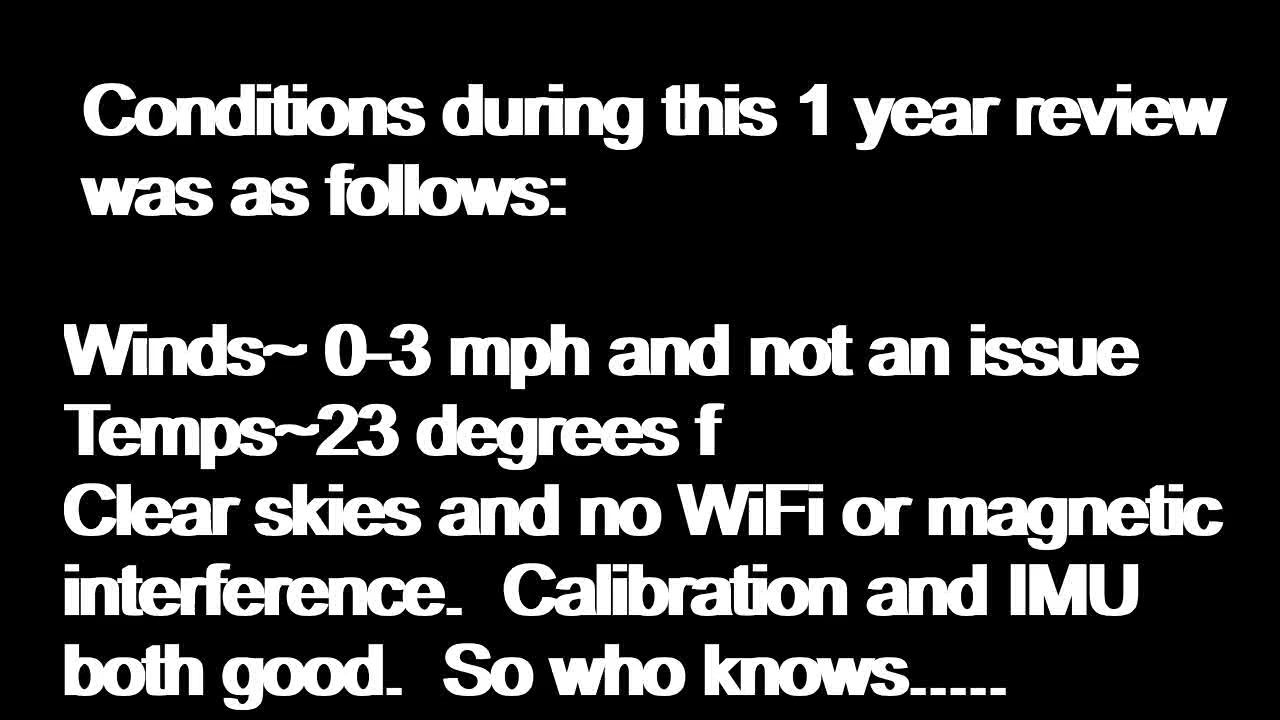 Conditions during this 1 year review
was as follows:
Winds~ 0-3 mph and not an issue
Temps~23 degrees f
Clear skies and no WiFi or magnetic
interference.  Calibration and IMU
both good.  So who knows.....